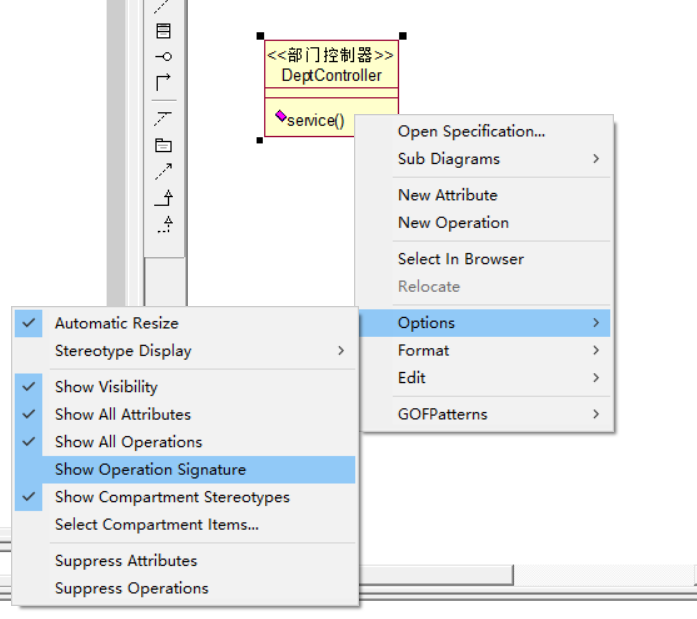 <<部门控制器>>
DeptController
service()
Open Specification...
Sub Diagrams
New Attribute
New Operation
Select In Browser
Relocate
Options
Format
Edit
GOFPatterns
Automatic Resize
Stereotype Display
Show Visibility
Show All Attributes
Show All Operations
Show Operation Signature
Show Compartment Stereotypes
Select Compartment Items...
Suppress Attributes
Suppress Operations